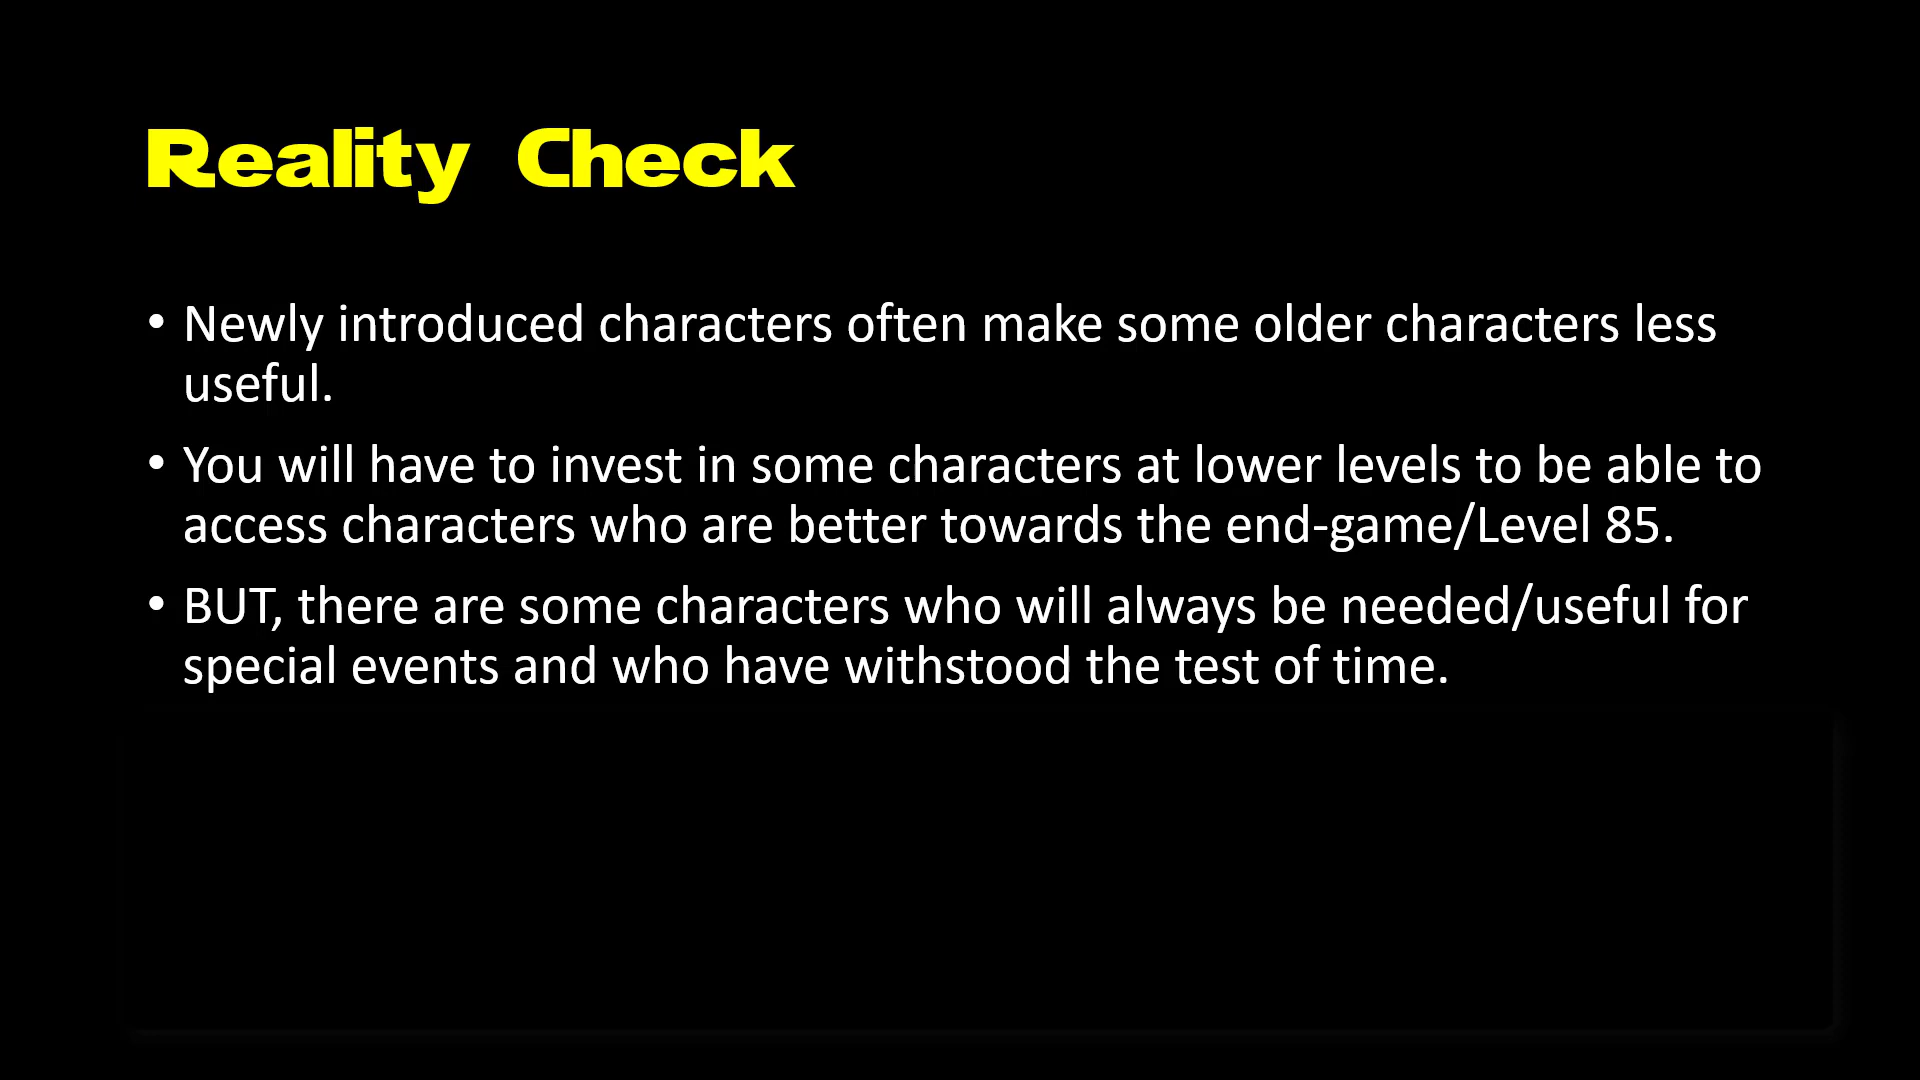 Reality Check
• Newly introduced characters often make some older characters less
useful.
• You will have to invest in some characters at lower levels to be able to
access characters who are better towards the end-game/Level 85.
• BUT, there are some characters who will always be needed/useful for
special events and who have withstood the test of time.